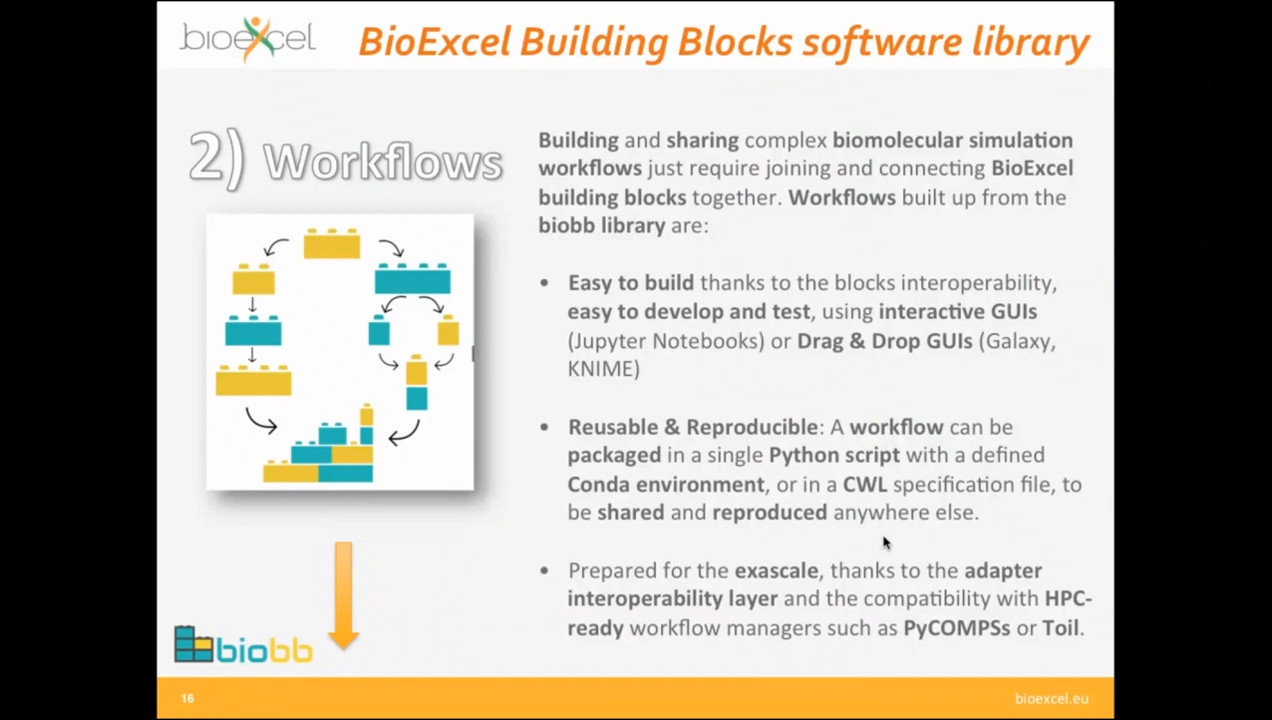 bioexcel
BioExcel Building Blocks software library
2) Workflows
Building and sharing complex biomolecular simulation
workflows just require joining and connecting BioExcel
building blocks together. Workflows built up from the
biobb library are:
• Easy to build thanks to the blocks interoperability,
easy to develop and test, using interactive GUIs
(Jupyter Notebooks) or Drag & Drop GUIs (Galaxy,
KNIME)
• Reusable & Reproducible: A workflow can be
packaged in a single Python script with a defined
Conda environment, or in a CWL specification file, to
be shared and reproduced anywhere else.
• Prepared for the exascale, thanks to the adapter
interoperability layer and the compatibility with HPC-
ready workflow managers such as PyCOMPSs or Toil.
biobb
16
bioexcel.eu